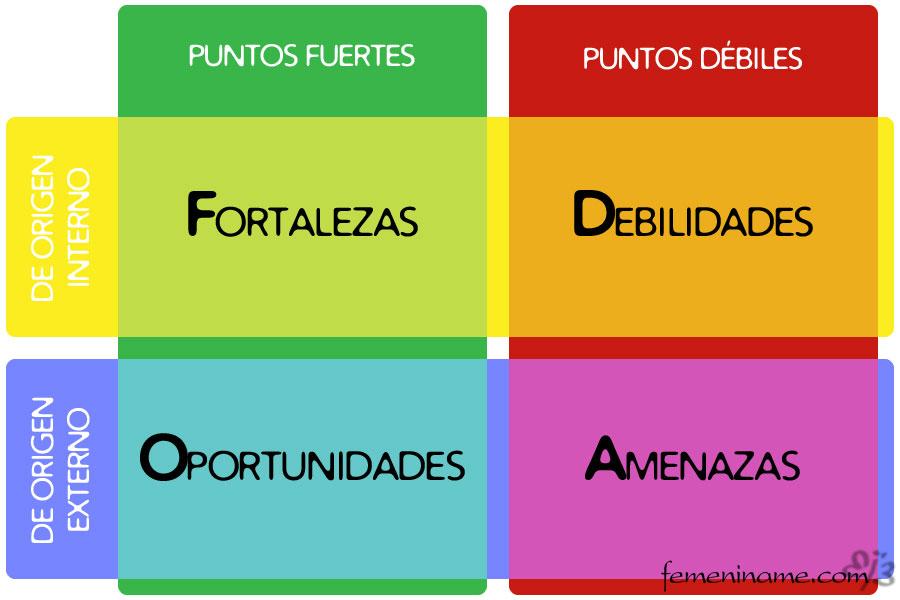 PUNTOS FUERTES
PUNTOS DÉBILES
DE ORIGEN
INTERNO
FORTALEZAS
DEBILIDADES
DE ORIGEN
EXTERNO
OPORTUNIDADES
AMENAZAS
femeniname.com